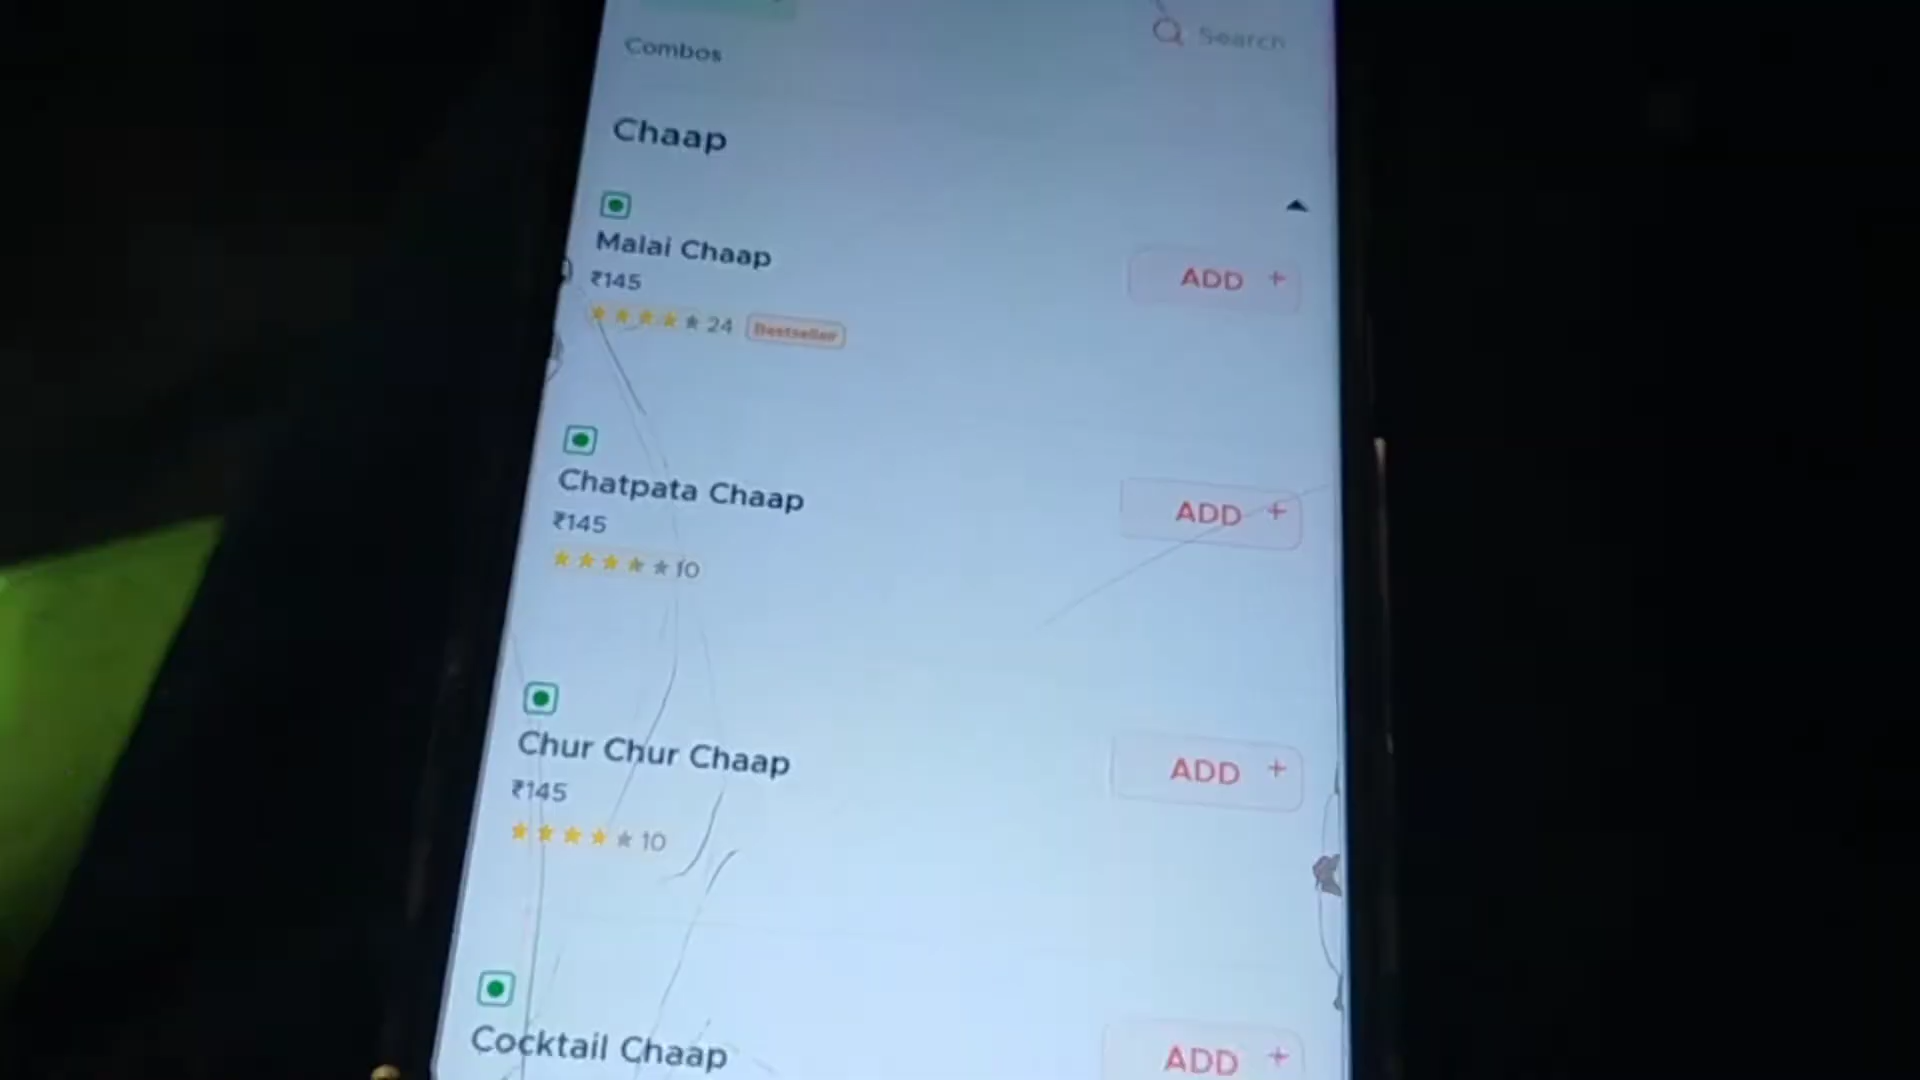 Search
Combos
Chaap
Malai Chaap
₹145
ADD +
24 Bestseller
Chatpata Chaap
₹145
ADD +
10
Chur Chur Chaap
₹145
ADD +
10
Cocktail Chaap
ADD +